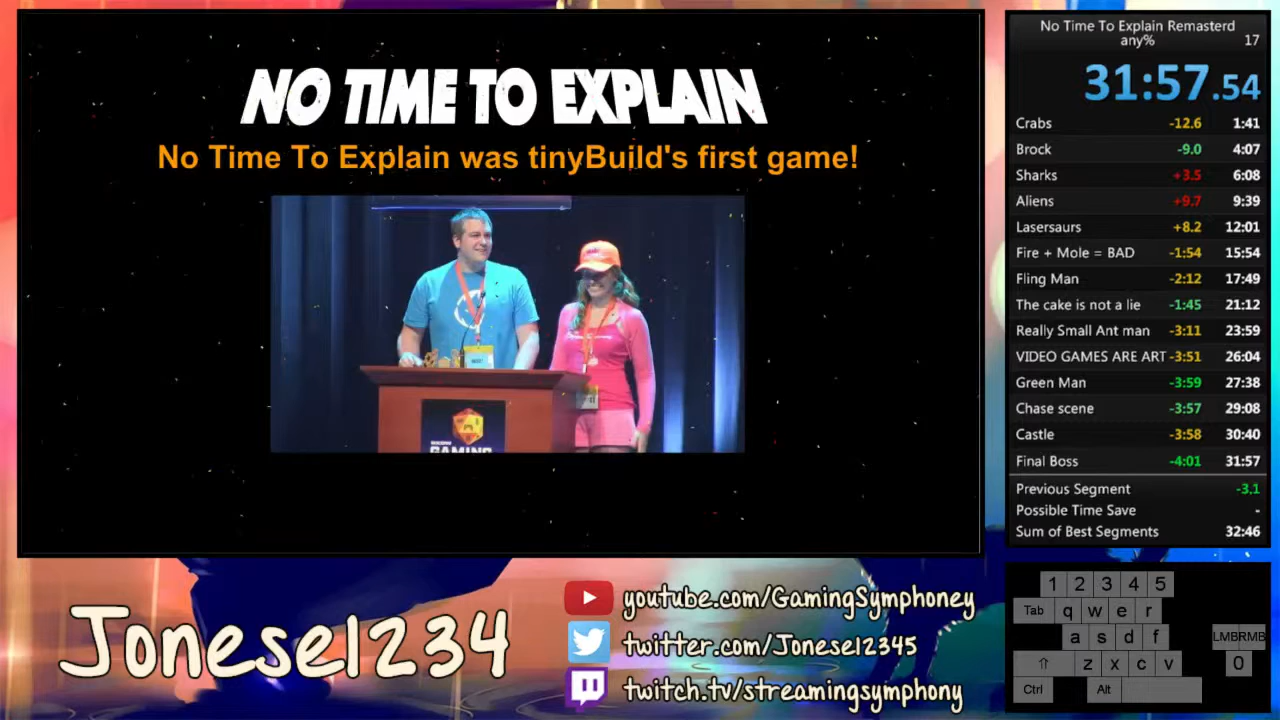 NO TIME TO EXPLAIN
No Time To Explain was tinyBuild's first game!
GAMING
No Time To Explain Remasterd
any% 17
31:57.54
Crabs -12.6 1:41
Brock -9.0 4:07
Sharks +3.5 6:08
Aliens +9.7 9:39
Lasersaurs +8.2 12:01
Fire + Mole = BAD -1:54 15:54
Fling Man -2:12 17:49
The cake is not a lie -1:45 21:12
Really Small Ant man -3:11 23:59
VIDEO GAMES ARE ART -3:51 26:04
Green Man -3:59 27:38
Chase scene -3:57 29:08
Castle -3:58 30:40
Final Boss -4:01 31:57
Previous Segment -3.1
Possible Time Save -
Sum of Best Segments 32:46
Jonese1234
youtube.com/GamingSymphoney
twitter.com/Jonese12345
twitch.tv/streamingsymphony
1 2 3 4 5
Tab q w e r
a s d f LMB RMB
⇧ z x c v 0
Ctrl Alt